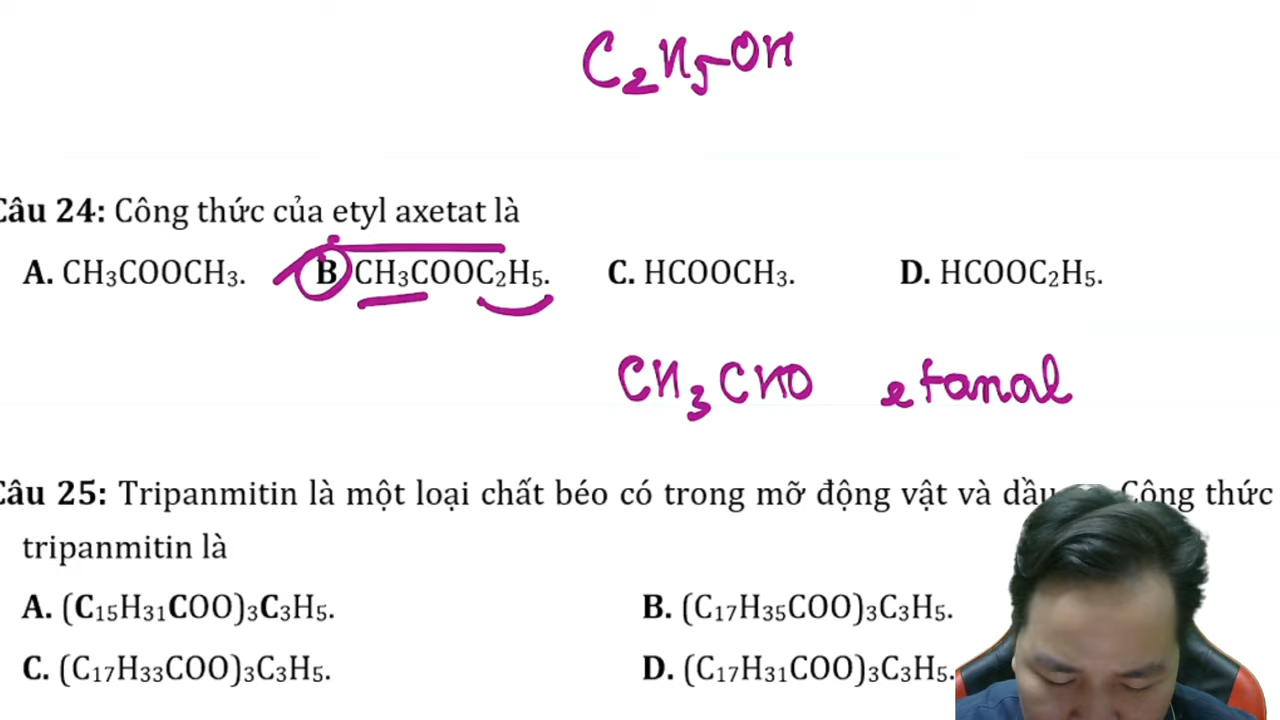 C₂H₅OH
Câu 24: Công thức của etyl axetat là
A. CH₃COOCH₃. B CH₃COOC₂H₅. C. HCOOCH₃. D. HCOOC₂H₅.
CH₃CHO etanal
Câu 25: Tripanmitin là một loại chất béo có trong mỡ động vật và dầu Công thức
tripanmitin là
A. (C₁₅H₃₁COO)₃C₃H₅. B. (C₁₇H₃₅COO)₃C₃H₅.
C. (C₁₇H₃₃COO)₃C₃H₅. D. (C₁₇H₃₁COO)₃C₃H₅.